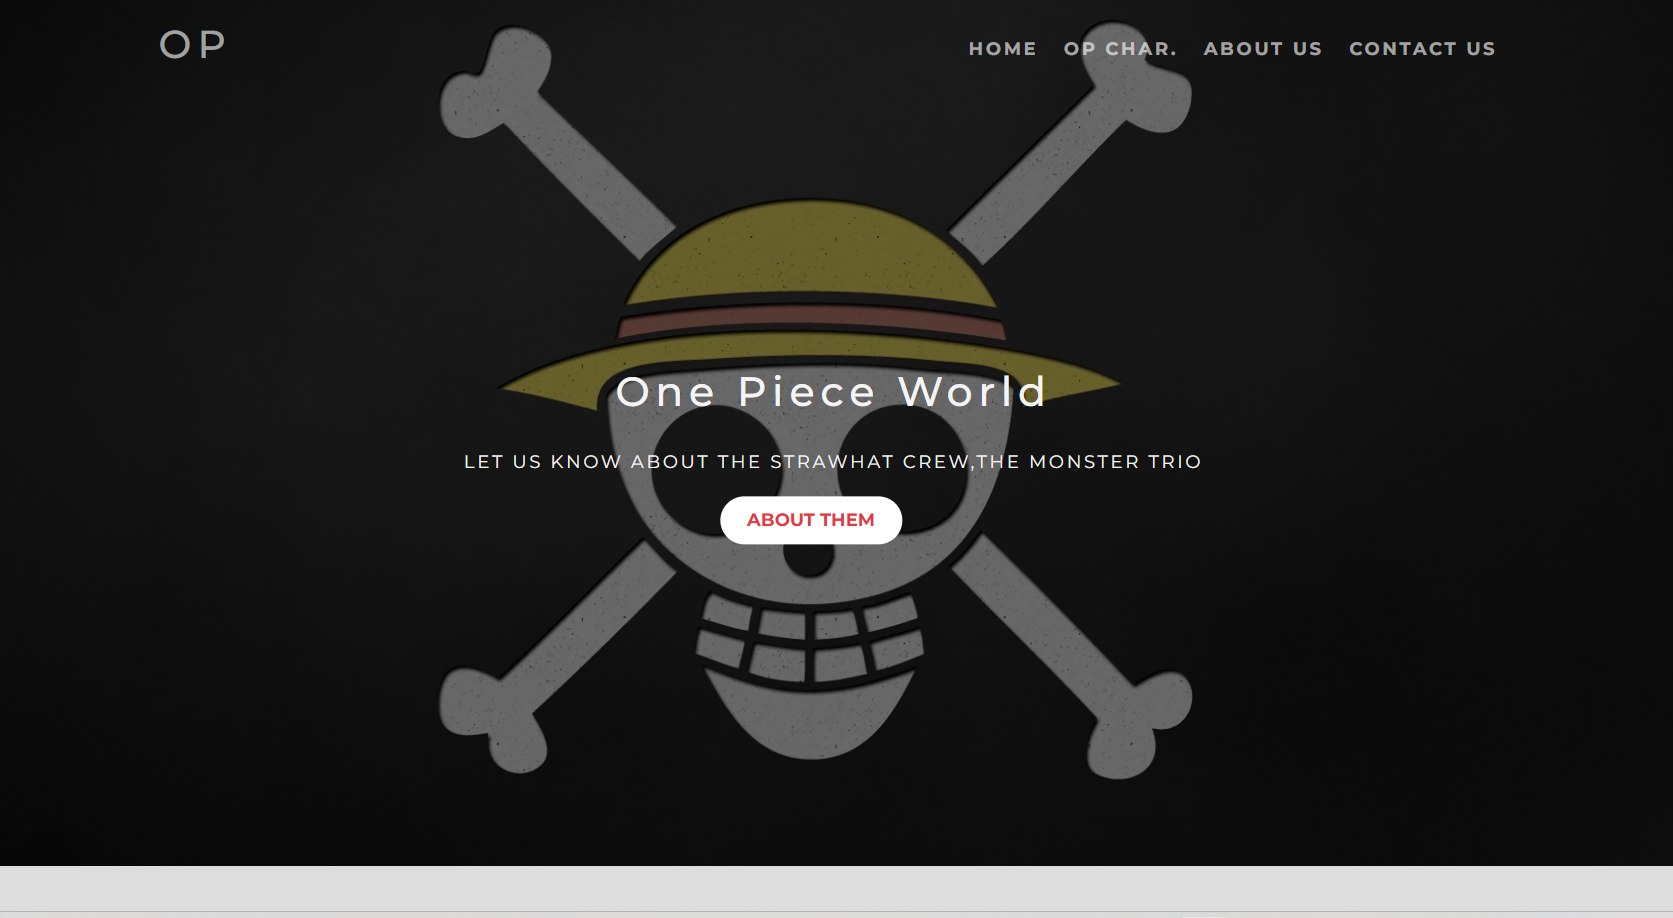 OP
HOME OP CHAR. ABOUT US CONTACT US
One Piece World
LET US KNOW ABOUT THE STRAWHAT CREW,THE MONSTER TRIO
ABOUT THEM